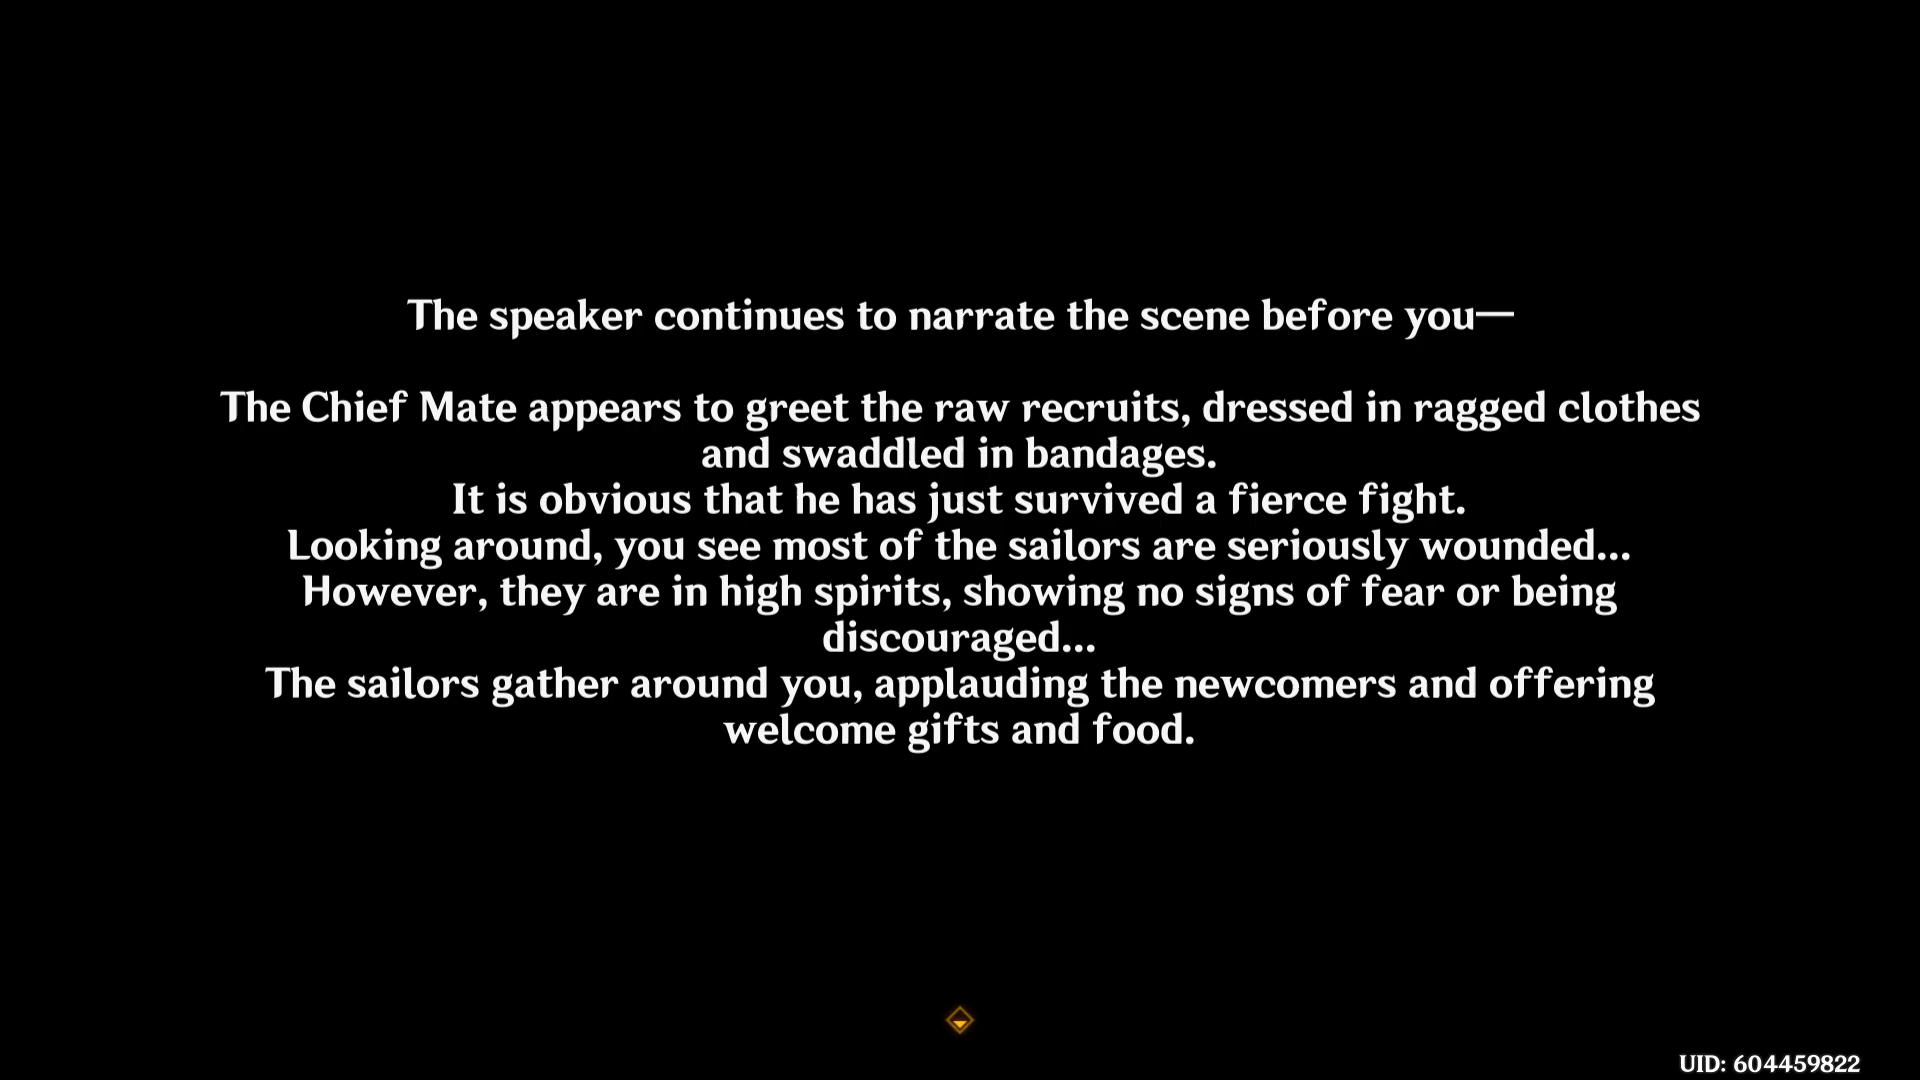 The speaker continues to narrate the scene before you—
The Chief Mate appears to greet the raw recruits, dressed in ragged clothes
and swaddled in bandages.
It is obvious that he has just survived a fierce fight.
Looking around, you see most of the sailors are seriously wounded...
However, they are in high spirits, showing no signs of fear or being
discouraged...
The sailors gather around you, applauding the newcomers and offering
welcome gifts and food.
UID: 604459822